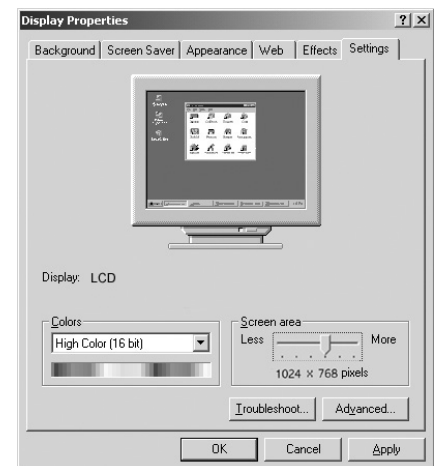 Display Properties
Background Screen Saver Appearance Web Effects Settings
Display: LCD
Colors
High Color (16 bit)
Screen area
Less More
1024 x 768 pixels
Troubleshoot... Advanced...
OK Cancel Apply